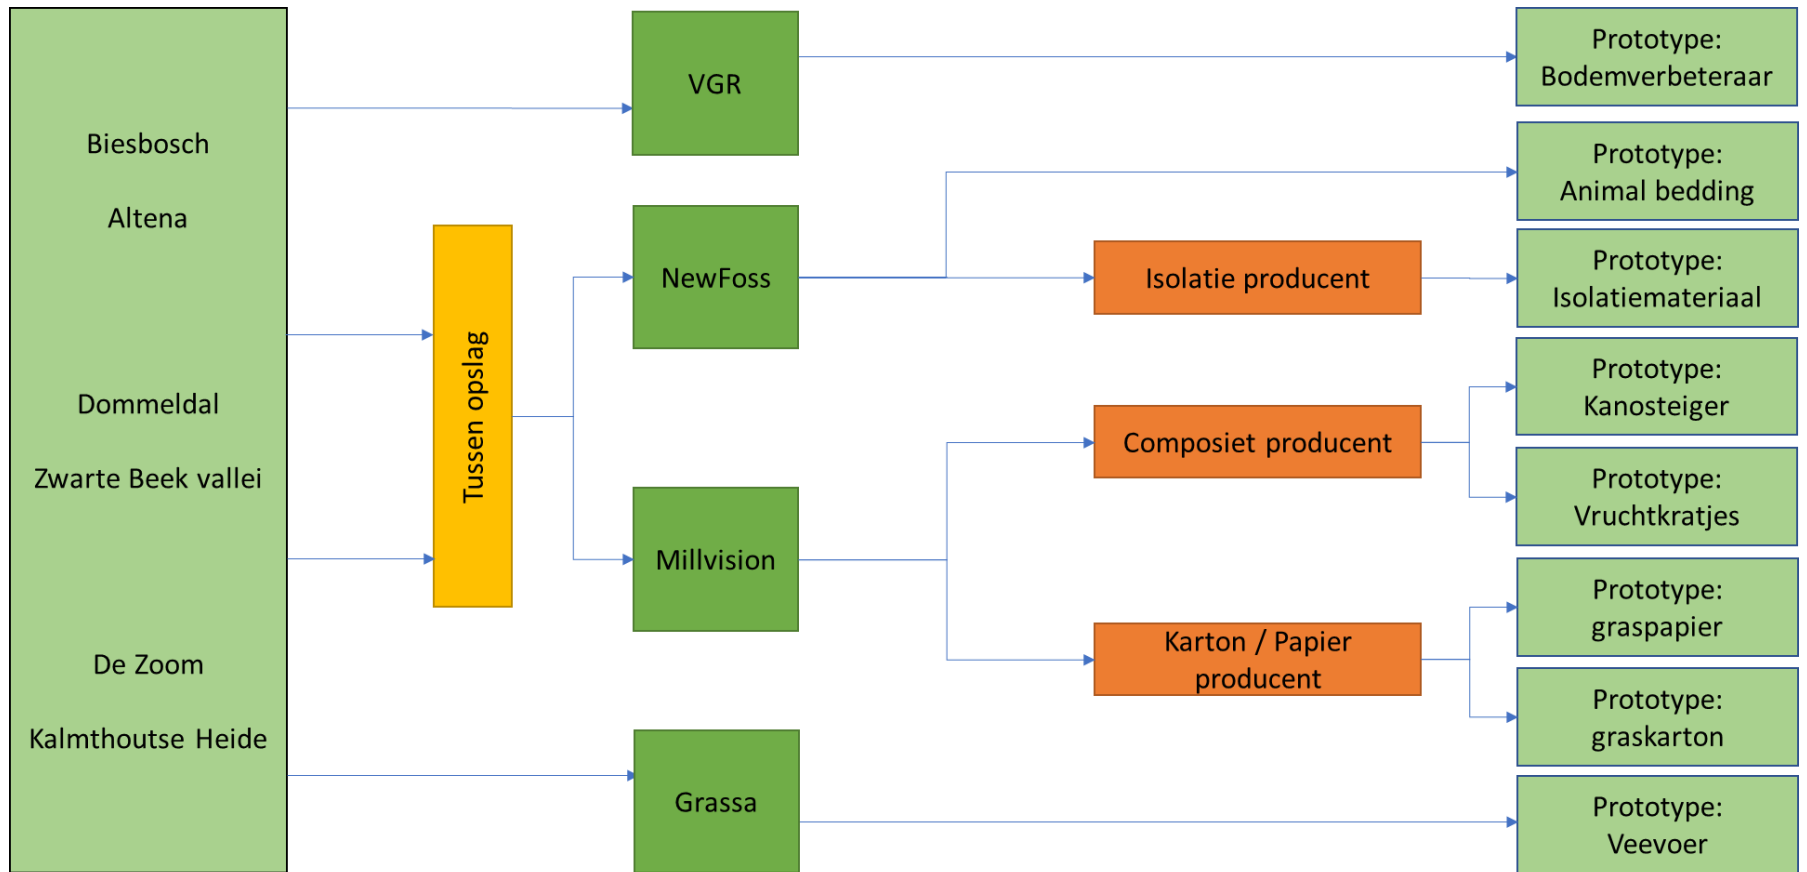 Biesbosch
Altena
Dommeldal
Zwarte Beek vallei
De Zoom
Kalmthoutse Heide
Tussen opslag
VGR
NewFoss
Millvision
Grassa
Isolatie producent
Composiet producent
Karton / Papier
producent
Prototype:
Bodemverbeteraar
Prototype:
Animal bedding
Prototype:
Isolatiemateriaal
Prototype:
Kanosteiger
Prototype:
Vruchtkratjes
Prototype:
graspapier
Prototype:
graskarton
Prototype:
Veevoer